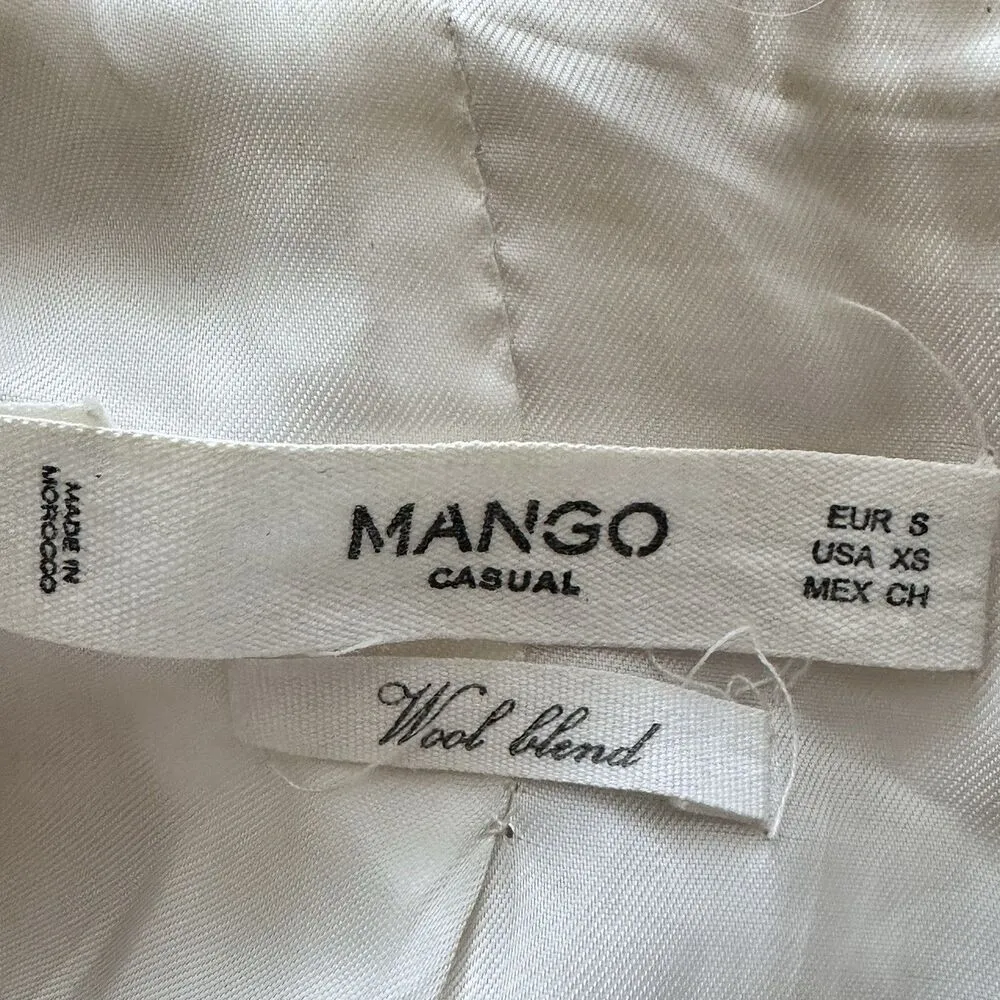 MADE IN
MOROCCO
MANGO
CASUAL
EUR S
USA XS
MEX CH
Wool blend